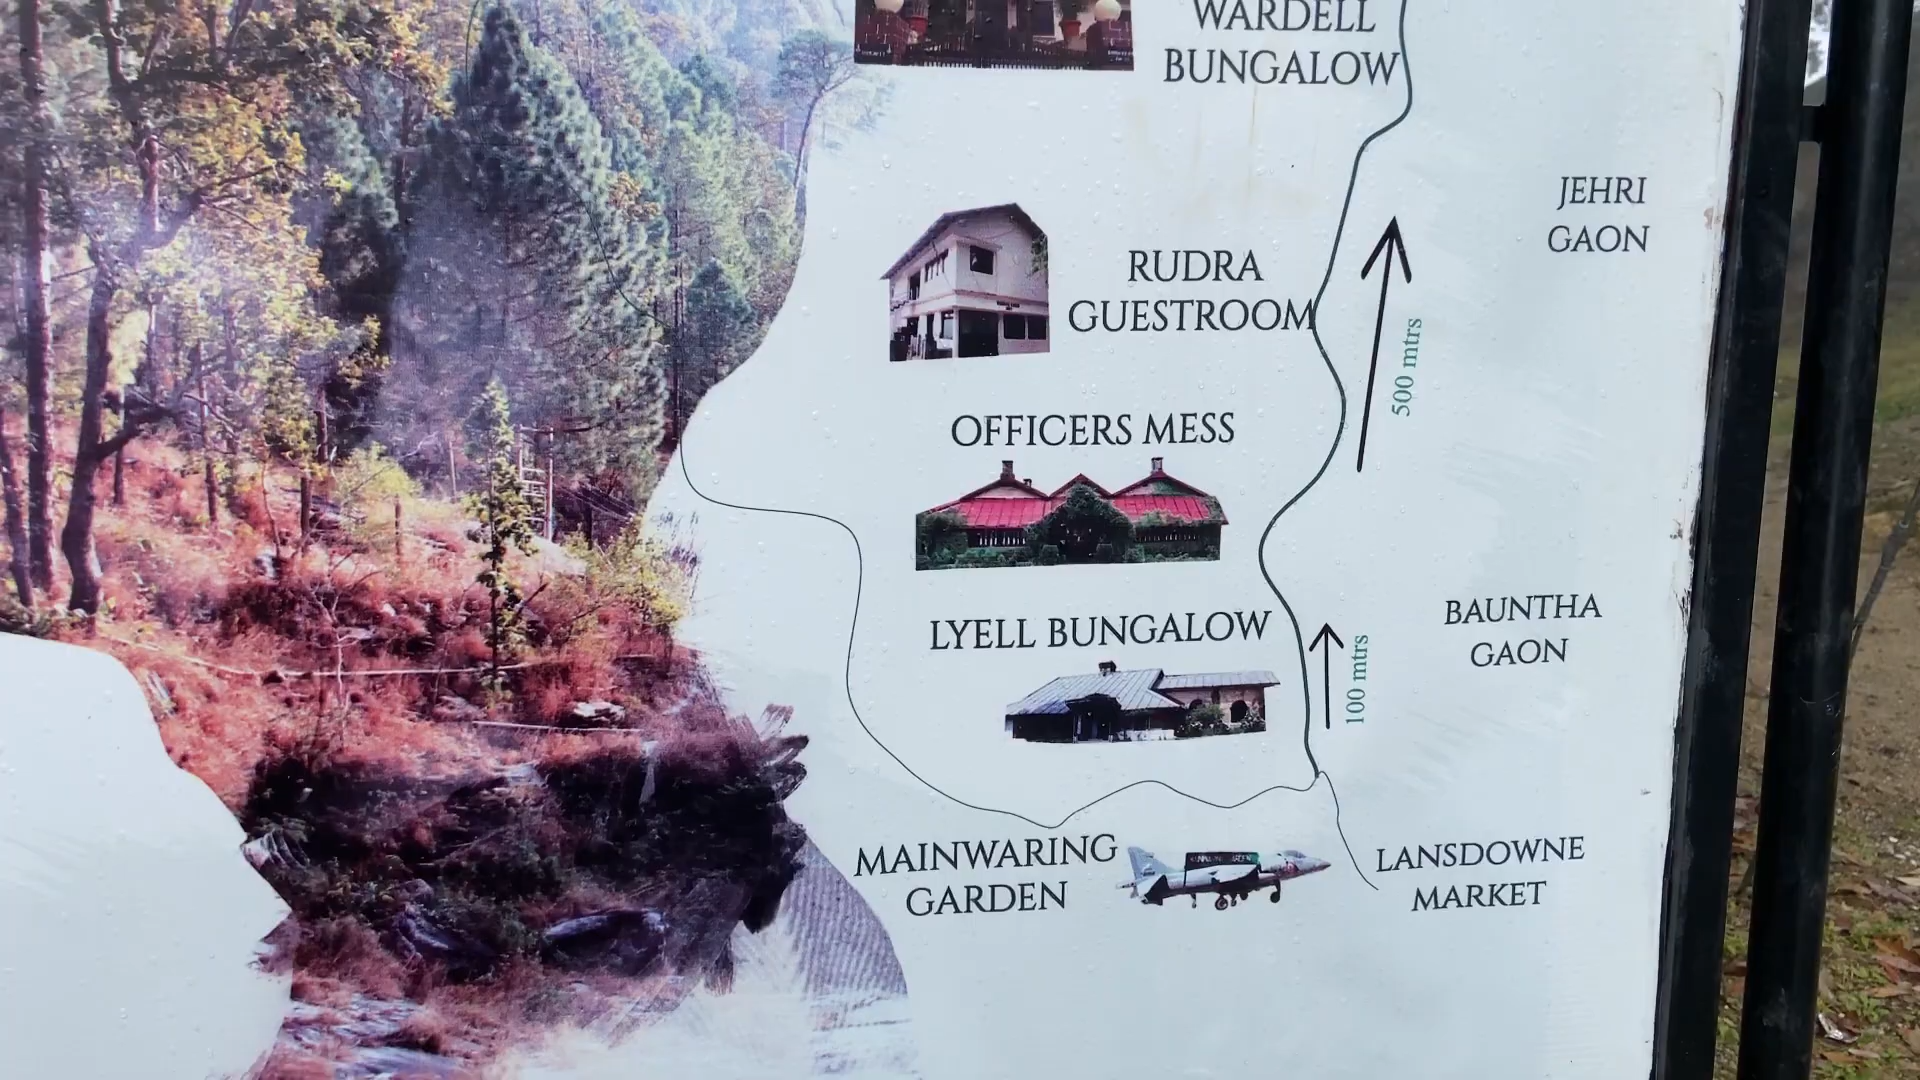 WARDELL
BUNGALOW
JEHRI
GAON
RUDRA
GUESTROOM
500 mtrs
OFFICERS MESS
BAUNTHA
GAON
LYELL BUNGALOW
100 mtrs
MAINWARING
GARDEN
LANSDOWNE
MARKET